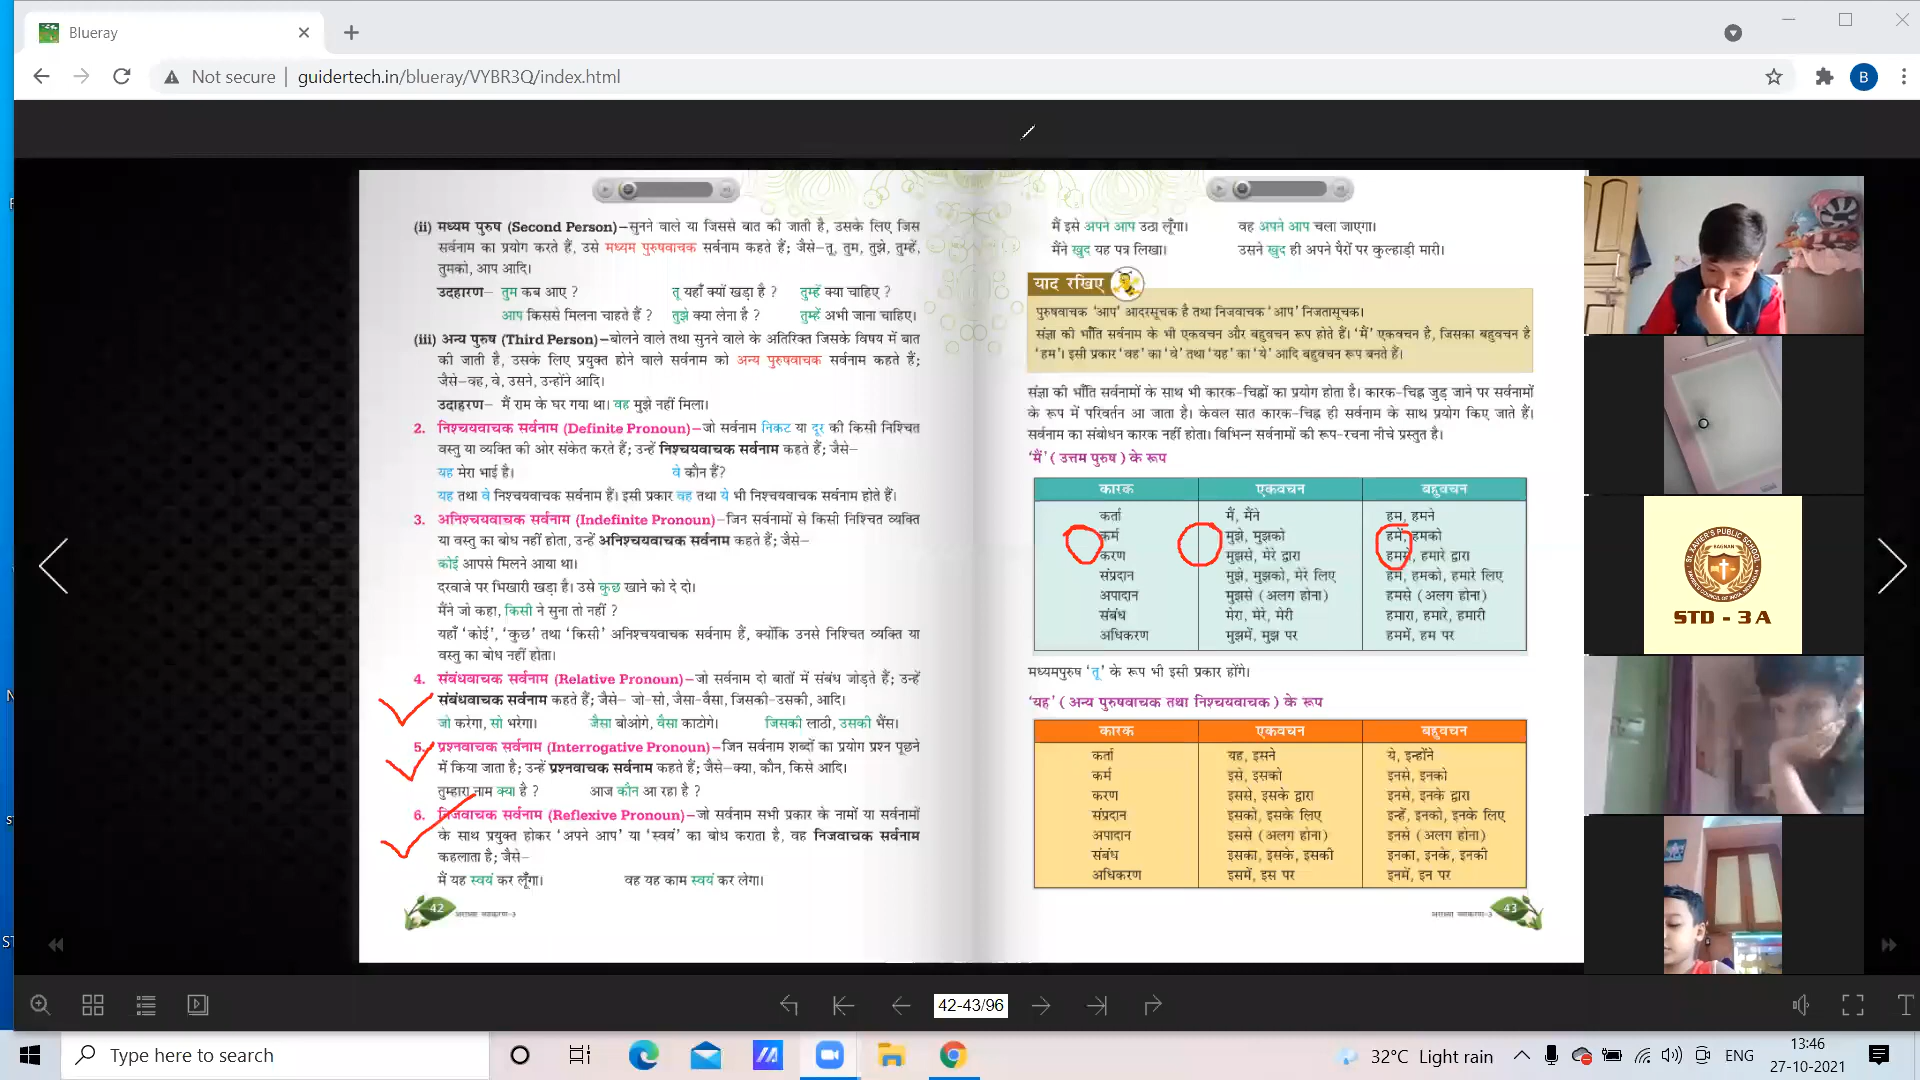 Blueray
Not secure
guidertech.in/blueray/VYBR3Q/index.html
B
(ii) मध्यम पुरुष (Second Person)–सुनने वाले या जिससे बात की जाती है, उसके लिए जिस
सर्वनाम का प्रयोग करते हैं, उसे मध्यम पुरुषवाचक सर्वनाम कहते हैं; जैसे–तू, तुम, तुझे, तुम्हें,
तुमको, आप आदि।
उदहारण– तुम कब आए ? तू यहाँ क्यों खड़ा है ? तुम्हें क्या चाहिए ?
आप किससे मिलना चाहते हैं ? तुझे क्या लेना है ? तुम्हें अभी जाना चाहिए।
(iii) अन्य पुरुष (Third Person)–बोलने वाले तथा सुनने वाले के अतिरिक्त जिसके विषय में बात
की जाती है, उसके लिए प्रयुक्त होने वाले सर्वनाम को अन्य पुरुषवाचक सर्वनाम कहते हैं;
जैसे–वह, वे, उसने, उन्होंने आदि।
उदाहरण– मैं राम के घर गया था। वह मुझे नहीं मिला।
2. निश्चयवाचक सर्वनाम (Definite Pronoun)–जो सर्वनाम निकट या दूर की किसी निश्चित
वस्तु या व्यक्ति की ओर संकेत करते हैं; उन्हें निश्चयवाचक सर्वनाम कहते हैं; जैसे–
यह मेरा भाई है। वे कौन हैं?
यह तथा वे निश्चयवाचक सर्वनाम हैं। इसी प्रकार वह तथा ये भी निश्चयवाचक सर्वनाम होते हैं।
3. अनिश्चयवाचक सर्वनाम (Indefinite Pronoun)–जिन सर्वनामों से किसी निश्चित व्यक्ति
या वस्तु का बोध नहीं होता, उन्हें अनिश्चयवाचक सर्वनाम कहते हैं; जैसे–
कोई आपसे मिलने आया था।
दरवाजे पर भिखारी खड़ा है। उसे कुछ खाने को दे दो।
मैंने जो कहा, किसी ने सुना तो नहीं ?
यहाँ ‘कोई’, ‘कुछ’ तथा ‘किसी’ अनिश्चयवाचक सर्वनाम हैं, क्योंकि उनसे निश्चित व्यक्ति या
वस्तु का बोध नहीं होता।
4. संबंधवाचक सर्वनाम (Relative Pronoun)–जो सर्वनाम दो बातों में संबंध जोड़ते हैं; उन्हें
संबंधवाचक सर्वनाम कहते हैं; जैसे– जो-सो, जैसा-वैसा, जिसकी-उसकी, आदि।
जो करेगा, सो भरेगा। जैसा बोओगे, वैसा काटोगे। जिसकी लाठी, उसकी भैंस।
5. प्रश्नवाचक सर्वनाम (Interrogative Pronoun)–जिन सर्वनाम शब्दों का प्रयोग प्रश्न पूछने
में किया जाता है; उन्हें प्रश्नवाचक सर्वनाम कहते हैं; जैसे–क्या, कौन, किसे आदि।
तुम्हारा नाम क्या है ? आज कौन आ रहा है ?
6. निजवाचक सर्वनाम (Reflexive Pronoun)–जो सर्वनाम सभी प्रकार के नामों या सर्वनामों
के साथ प्रयुक्त होकर ‘अपने आप’ या ‘स्वयं’ का बोध कराता है, वह निजवाचक सर्वनाम
कहलाता है; जैसे–
मैं यह स्वयं कर लूँगा। वह यह काम स्वयं कर लेगा।
42
मैं इसे अपने आप उठा लूँगा। वह अपने आप चला जाएगा।
मैंने खुद यह पत्र लिखा। उसने खुद ही अपने पैरों पर कुल्हाड़ी मारी।
याद रखिए
पुरुषवाचक ‘आप’ आदरसूचक है तथा निजवाचक ‘आप’ निजतासूचक।
संज्ञा की भाँति सर्वनाम के भी एकवचन और बहुवचन रूप होते हैं। ‘मैं’ एकवचन है, जिसका बहुवचन है
‘हम’। इसी प्रकार ‘वह’ का ‘वे’ तथा ‘यह’ का ‘ये’ आदि बहुवचन रूप बनते हैं।
संज्ञा की भाँति सर्वनामों के साथ भी कारक-चिह्नों का प्रयोग होता है। कारक-चिह्न जुड़ जाने पर सर्वनामों
के रूप में परिवर्तन आ जाता है। केवल सात कारक-चिह्न ही सर्वनाम के साथ प्रयोग किए जाते हैं।
सर्वनाम का संबोधन कारक नहीं होता। विभिन्न सर्वनामों की रूप-रचना नीचे प्रस्तुत है।
‘मैं’ ( उत्तम पुरुष ) के रूप
कारक एकवचन बहुवचन
कर्ता मैं, मैंने हम, हमने
कर्म मुझे, मुझको हमें, हमको
करण मुझसे, मेरे द्वारा हमसे, हमारे द्वारा
संप्रदान मुझे, मुझको, मेरे लिए हम, हमको, हमारे लिए
अपादान मुझसे (अलग होना) हमसे (अलग होना)
संबंध मेरा, मेरे, मेरी हमारा, हमारे, हमारी
अधिकरण मुझमें, मुझ पर हममें, हम पर
मध्यमपुरुष ‘तू’ के रूप भी इसी प्रकार होंगे।
‘यह’ ( अन्य पुरुषवाचक तथा निश्चयवाचक ) के रूप
कारक एकवचन बहुवचन
कर्ता यह, इसने ये, इन्होंने
कर्म इसे, इसको इनसे, इनको
करण इससे, इसके द्वारा इनसे, इनके द्वारा
संप्रदान इसको, इसके लिए इन्हें, इनको, इनके लिए
अपादान इससे (अलग होना) इनसे (अलग होना)
संबंध इसका, इसके, इसकी इनका, इनके, इनकी
अधिकरण इसमें, इस पर इनमें, इन पर
43
ST. XAVIER'S PUBLIC SCHOOL
BAGNAN
STD - 3 A
42-43/96
Type here to search
32°C Light rain
ENG
13:46
27-10-2021